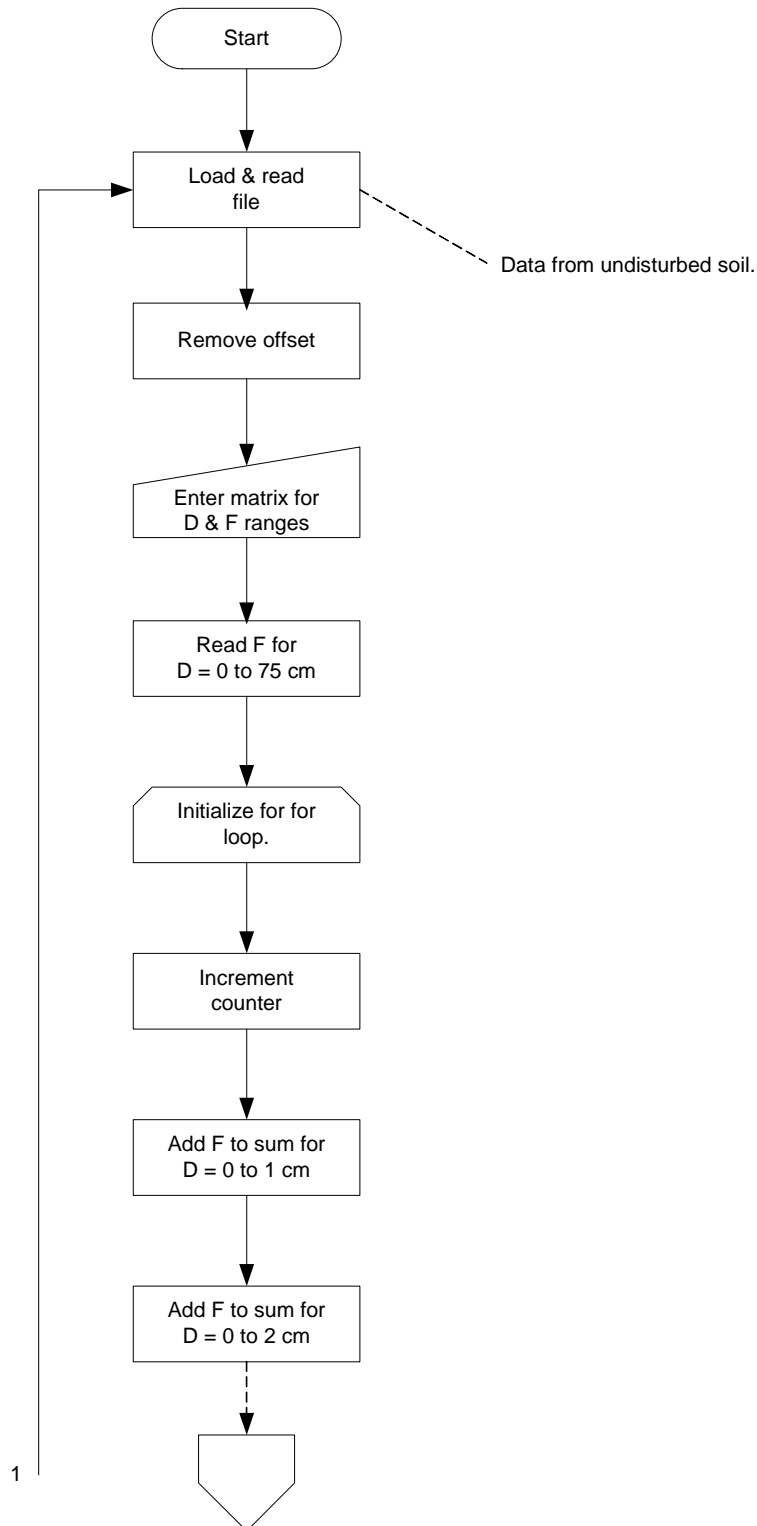 Start
Load & read
file
Data from undisturbed soil.
Remove offset
Enter matrix for
D & F ranges
Read F for
D = 0 to 75 cm
Initialize for for
loop.
Increment
counter
Add F to sum for
D = 0 to 1 cm
Add F to sum for
D = 0 to 2 cm
1